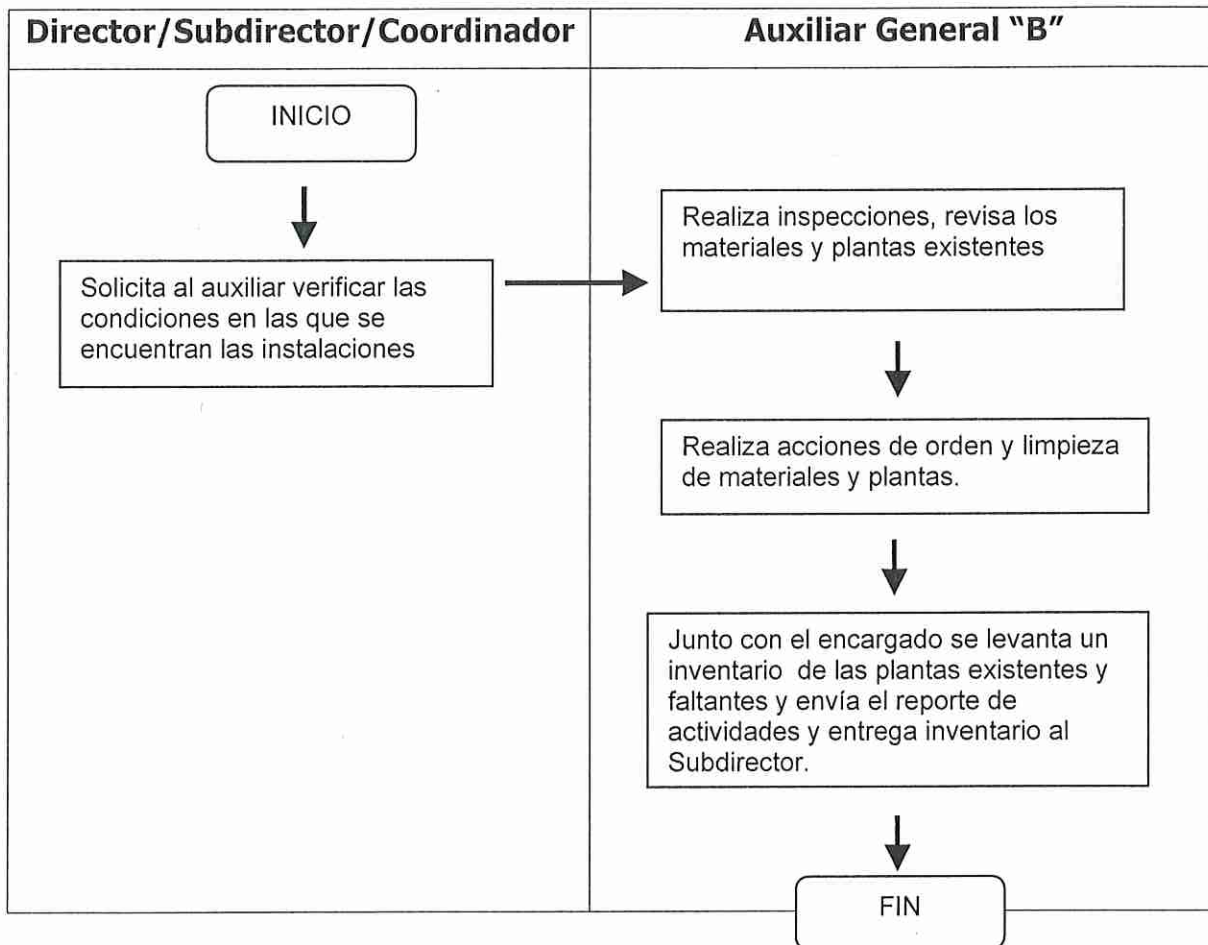 Director/Subdirector/Coordinador
Auxiliar General “B”
INICIO
Solicita al auxiliar verificar las
condiciones en las que se
encuentran las instalaciones
Realiza inspecciones, revisa los
materiales y plantas existentes
Realiza acciones de orden y limpieza
de materiales y plantas.
Junto con el encargado se levanta un
inventario de las plantas existentes y
faltantes y envía el reporte de
actividades y entrega inventario al
Subdirector.
FIN